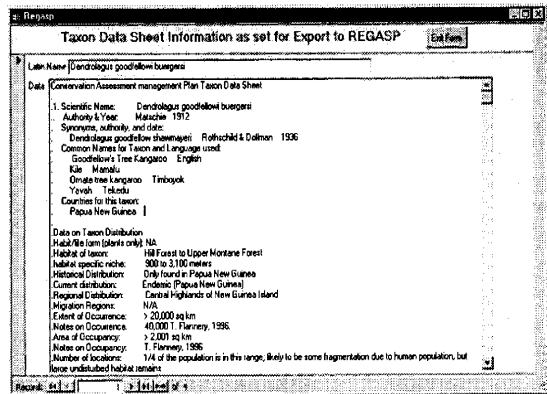 Regasp
Taxon Data Sheet Information as set for Export to REGASP
Exit Form
Latin Name Dendrolagus goodfellowi buergersi
Data Conservation Assessment management Plan Taxon Data Sheet
.1. Scientific Name: Dendrolagus goodfellowi buergersi
Authority & Year: Matschie 1912
Synonyms, authority, and date:
Dendrolagus goodfellow shawmayeri Rothschild & Dollman 1936
Common Names for Taxon and Language used:
Goodfellow's Tree Kangaroo English
Kile Mamalu
Ornate tree kangaroo Timboyok
Yavah Tekedu
Countries for this taxon:
Papua New Guinea
.Data on Taxon Distribution
.Habit/life form (plants only): NA
.Habitat of taxon: Hill Forest to Upper Montane Forest
.habitat specific niche: 900 to 3,100 meters
.Historical Distribution: Only found in Papua New Guinea
.Current distribution: Endemic (Papua New Guinea)
.Regional Distribution: Central Highlands of New Guinea Island
.Migration Regions: N/A
.Extent of Occurrence: > 20,000 sq km
.Notes on Occurrence. 40,000 T. Flannery, 1996.
.Area of Occupancy: > 2,001 sq km
.Notes on Occupancy: T. Flannery, 1996
.Number of locations: 1/4 of the population is in this range, likely to be some fragmentation due to human population, but
large undisturbed habitat remains
Record: 1 of 4